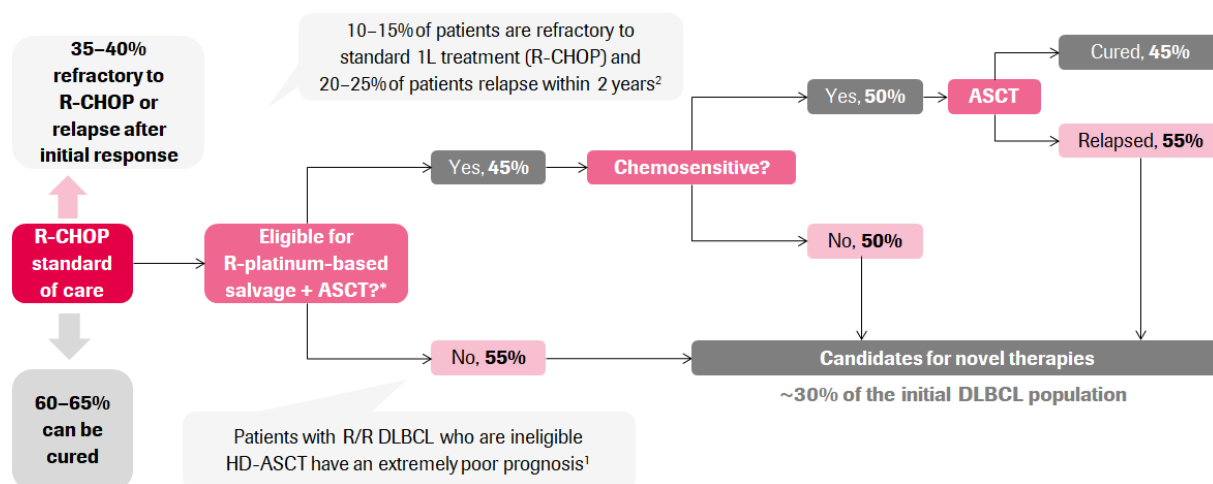 35–40%
refractory to
R-CHOP or
relapse after
initial response
10–15% of patients are refractory to
standard 1L treatment (R-CHOP) and
20–25% of patients relapse within 2 years²
R-CHOP
standard
of care
60–65%
can be
cured
Eligible for
R-platinum-based
salvage + ASCT?*
Yes, 45%
No, 55%
Patients with R/R DLBCL who are ineligible
HD-ASCT have an extremely poor prognosis¹
Chemosensitive?
Yes, 50%
No, 50%
ASCT
Cured, 45%
Relapsed, 55%
Candidates for novel therapies
~30% of the initial DLBCL population